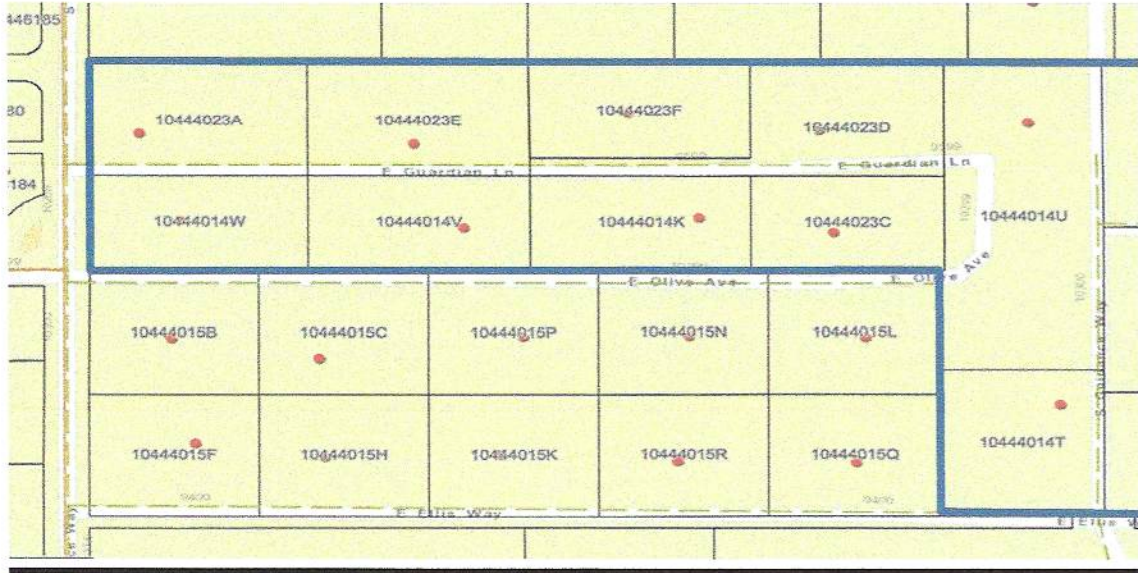 446185
10444023A
10444023E
10444023F
10444023D
E Guardian Ln
E Guardian Ln
184
10444014W
10444014V
10444014K
10444023C
10444014U
E Olive Ave
E Olive Ave
10444015B
10444015C
10444015P
10444015N
10444015L
10444014T
10444015F
10444015H
10444015K
10444015R
10444015Q
E Ellis Way